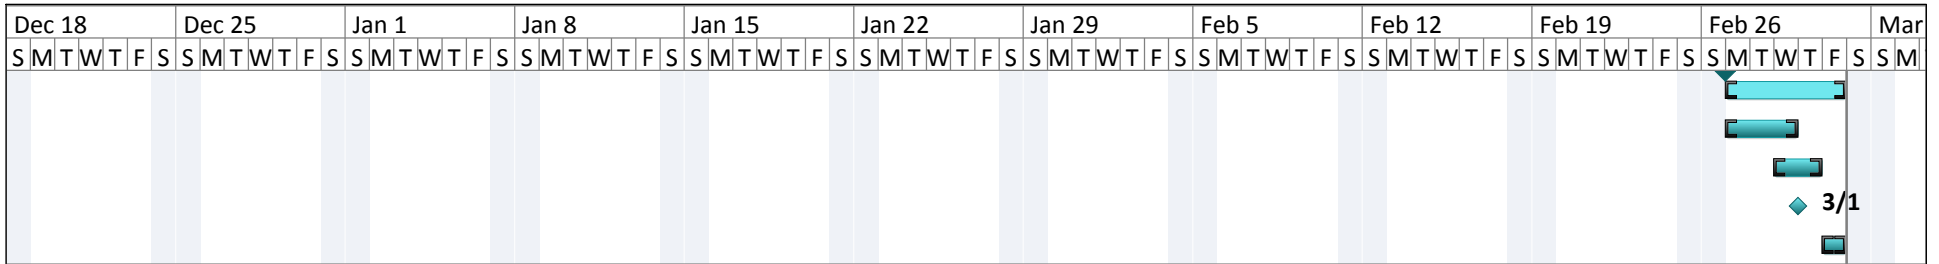 Dec 18 Dec 25 Jan 1 Jan 8 Jan 15 Jan 22 Jan 29 Feb 5 Feb 12 Feb 19 Feb 26 Mar
S M T W T F S S M T W T F S S M T W T F S S M T W T F S S M T W T F S S M T W T F S S M T W T F S S M T W T F S S M T W T F S S M T W T F S S M T W T F S S M
3/1